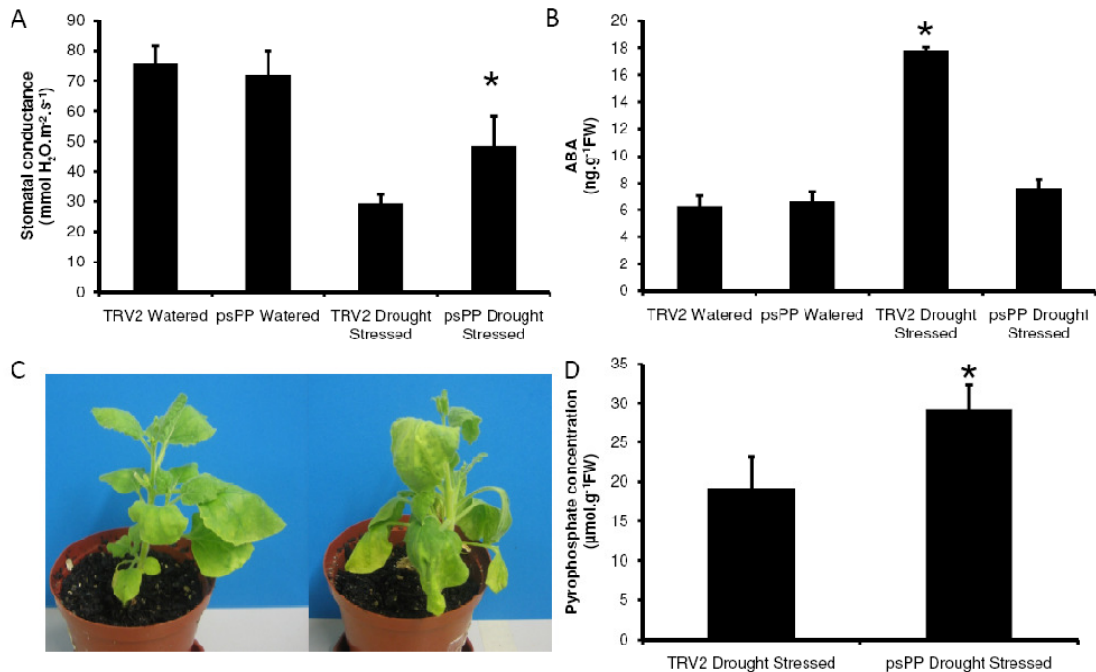 A
Stomatal conductance
(mmol H₂O.m⁻².s⁻¹)
90
80
70
60
50
40
30
20
10
0
*
TRV2 Watered
psPP Watered
TRV2 Drought
Stressed
psPP Drought
Stressed
B
ABA
(ng.g⁻¹FW)
20
18
16
14
12
10
8
6
4
2
0
*
TRV2 Watered
psPP Watered
TRV2 Drought
Stressed
psPP Drought
Stressed
C
D
Pyrophosphate concentration
(µmol.g⁻¹FW)
35
30
25
20
15
10
5
0
*
TRV2 Drought Stressed
psPP Drought Stressed